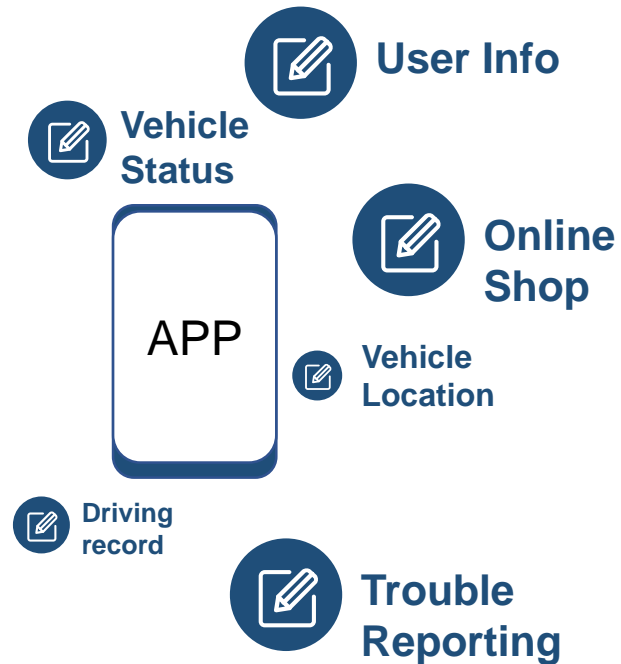 User Info
Vehicle
Status
Online
Shop
APP
Vehicle
Location
Driving
record
Trouble
Reporting